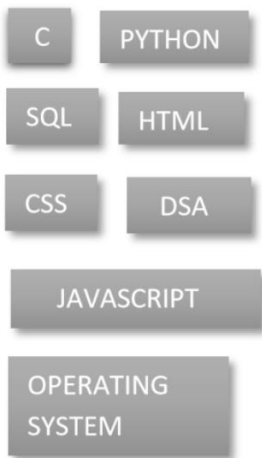 C PYTHON
SQL HTML
CSS DSA
JAVASCRIPT
OPERATING
SYSTEM